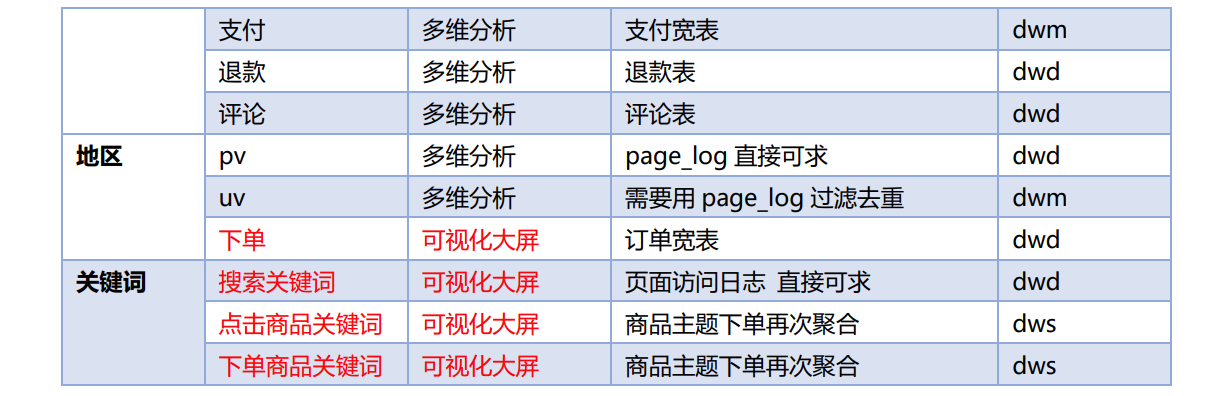 支付 多维分析 支付宽表 dwm
退款 多维分析 退款表 dwd
评论 多维分析 评论表 dwd
地区 pv 多维分析 page_log 直接可求 dwd
uv 多维分析 需要用 page_log 过滤去重 dwm
下单 可视化大屏 订单宽表 dwd
关键词 搜索关键词 可视化大屏 页面访问日志 直接可求 dwd
点击商品关键词 可视化大屏 商品主题下单再次聚合 dws
下单商品关键词 可视化大屏 商品主题下单再次聚合 dws